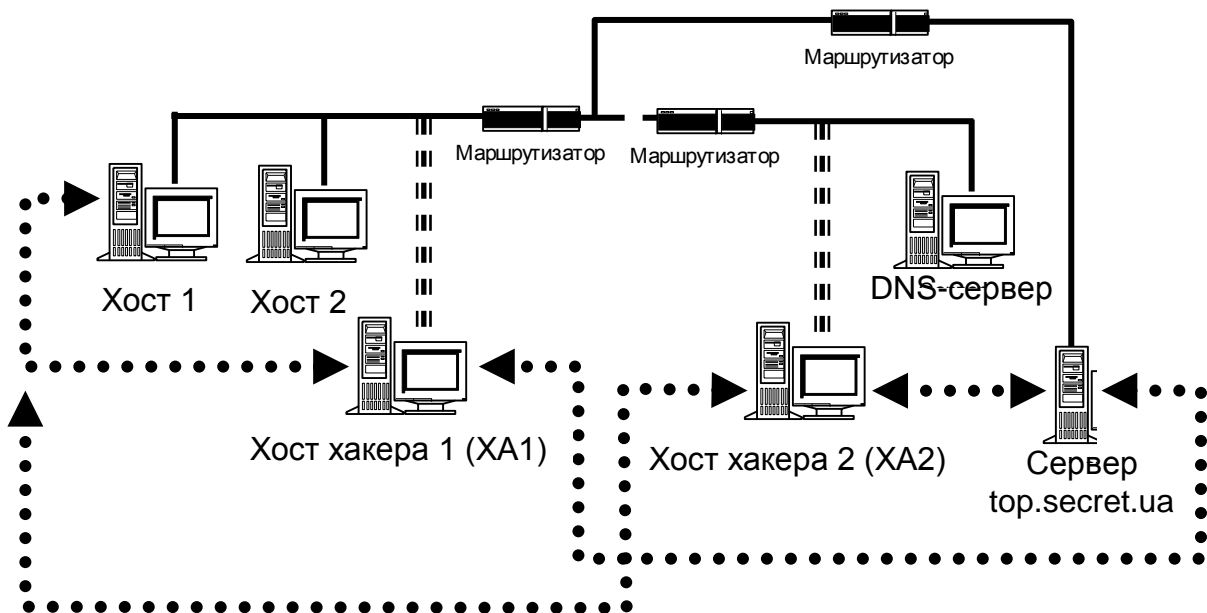 Маршрутизатор
Маршрутизатор
Маршрутизатор
Хост 1
Хост 2
DNS-сервер
Хост хакера 1 (ХА1)
Хост хакера 2 (ХА2)
Сервер
top.secret.ua